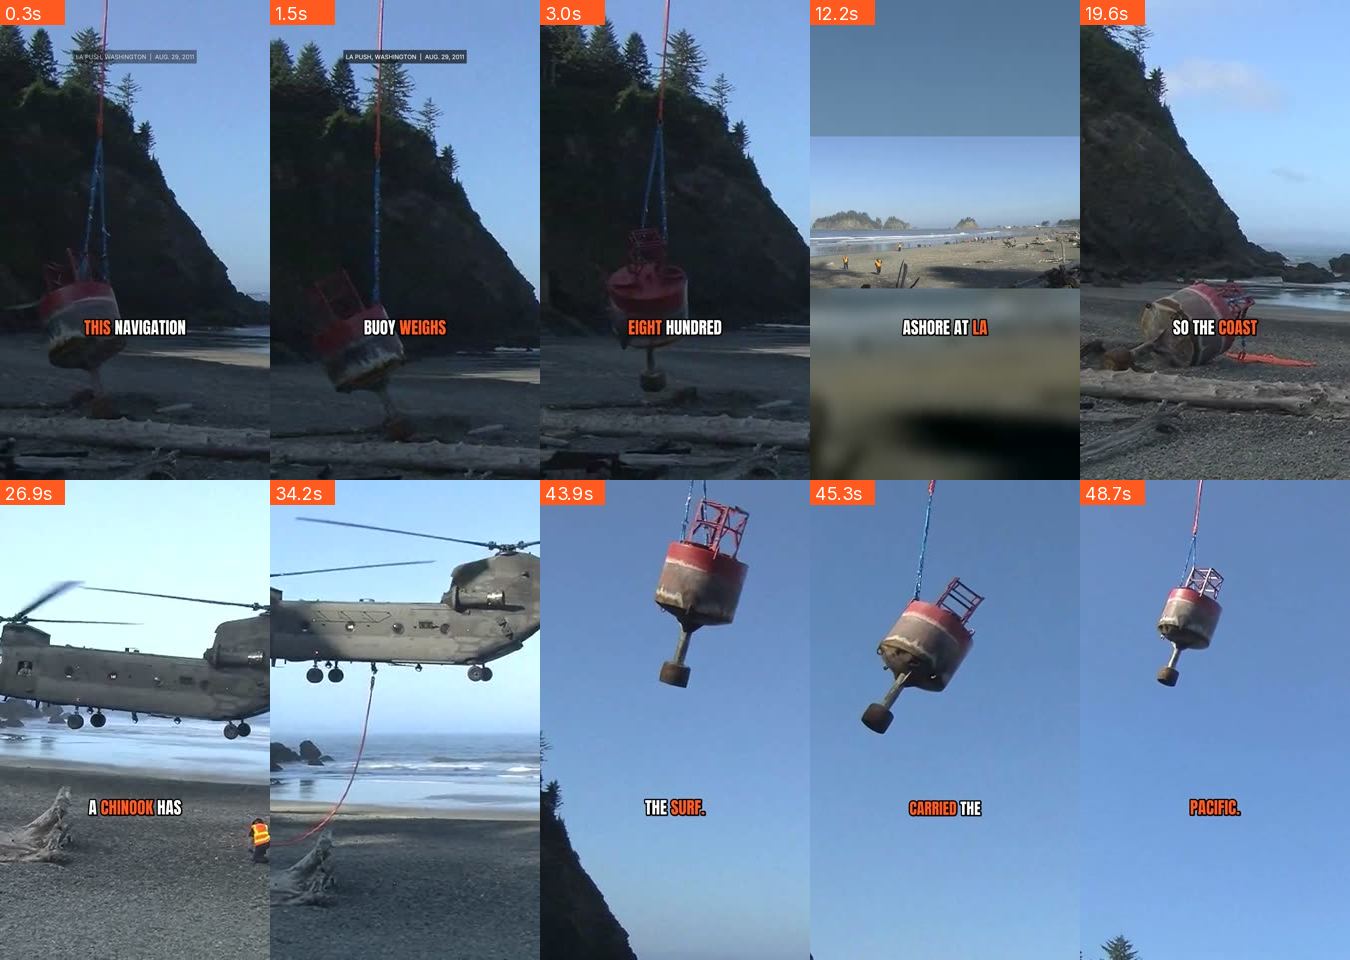 0.3s
LA PUSH, WASHINGTON | AUG. 29, 2011
THIS NAVIGATION
1.5s
LA PUSH, WASHINGTON | AUG. 29, 2011
BUOY WEIGHS
3.0s
EIGHT HUNDRED
12.2s
ASHORE AT LA
19.6s
SO THE COAST
26.9s
A CHINOOK HAS
34.2s
43.9s
THE SURF.
45.3s
CARRIED THE
48.7s
PACIFIC.